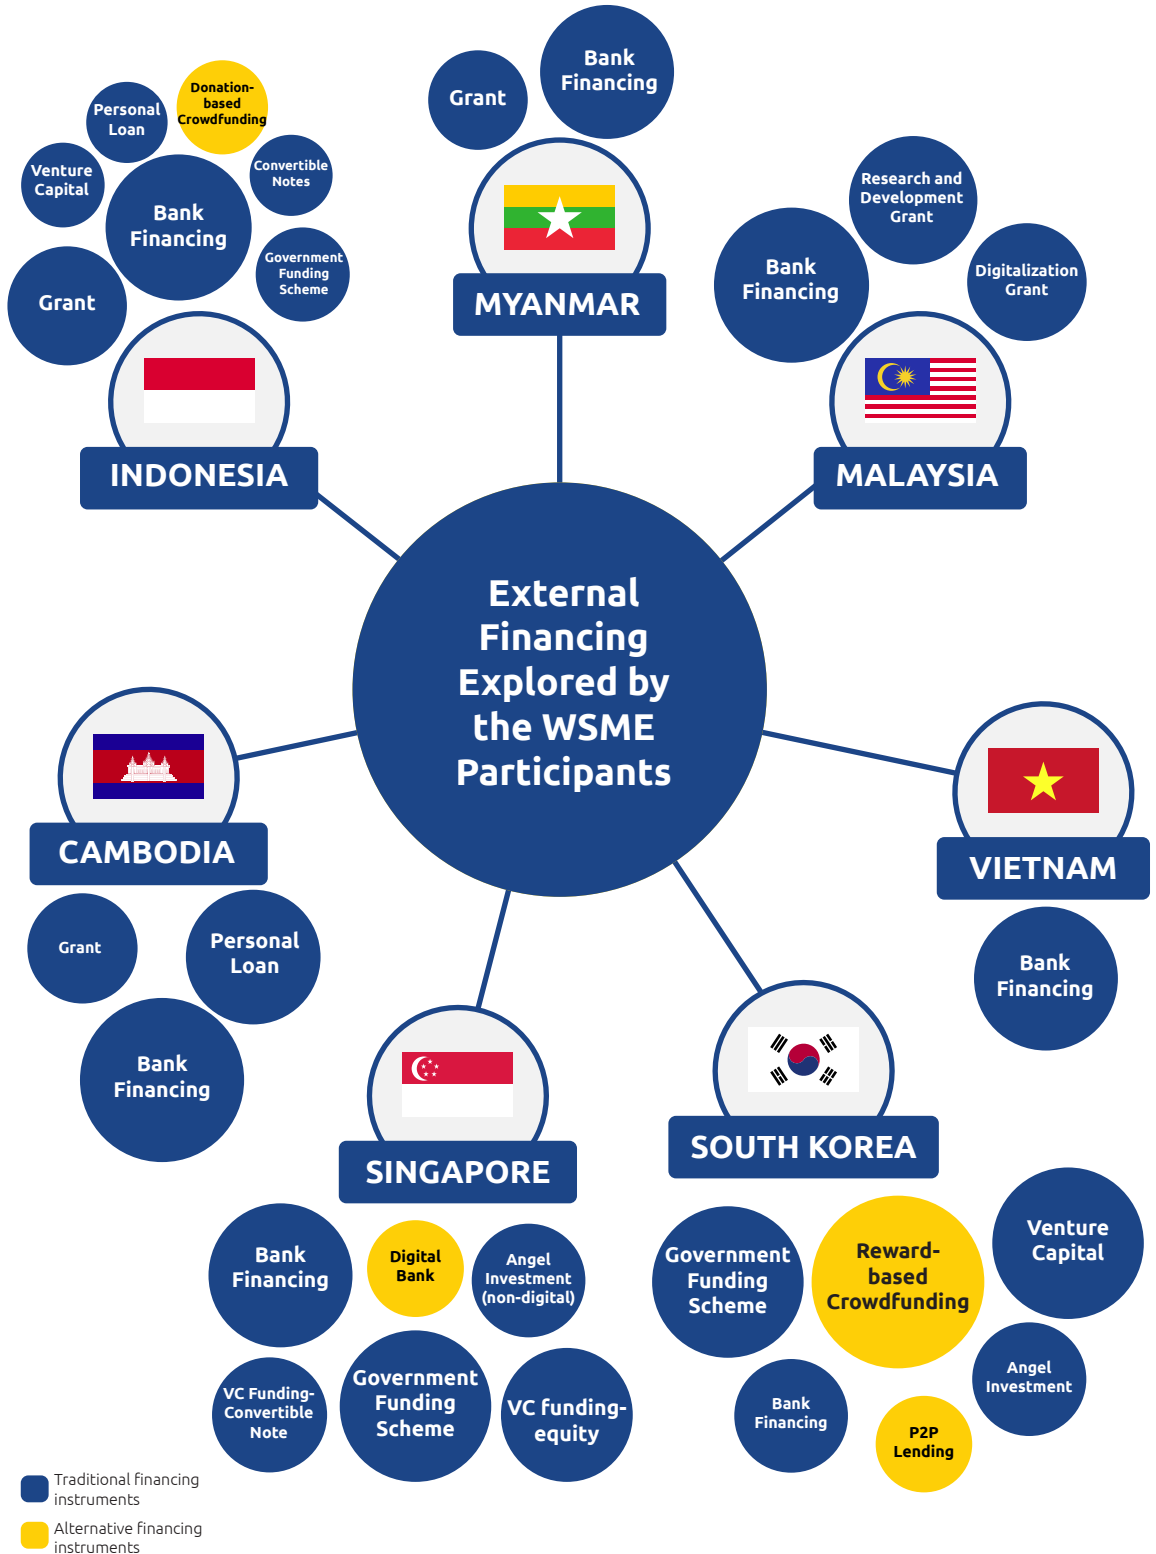 Donation-
based
Crowdfunding
Personal
Loan
Venture
Capital
Convertible
Notes
Bank
Financing
Government
Funding
Scheme
Grant
INDONESIA
Grant
Bank
Financing
MYANMAR
Research and
Development
Grant
Bank
Financing
Digitalization
Grant
MALAYSIA
External
Financing
Explored by
the WSME
Participants
CAMBODIA
Grant
Personal
Loan
Bank
Financing
VIETNAM
Bank
Financing
SINGAPORE
Bank
Financing
Digital
Bank
Angel
Investment
(non-digital)
VC Funding-
Convertible
Note
Government
Funding
Scheme
VC funding-
equity
SOUTH KOREA
Government
Funding
Scheme
Reward-
based
Crowdfunding
Venture
Capital
Bank
Financing
P2P
Lending
Angel
Investment
Traditional financing
instruments
Alternative financing
instruments